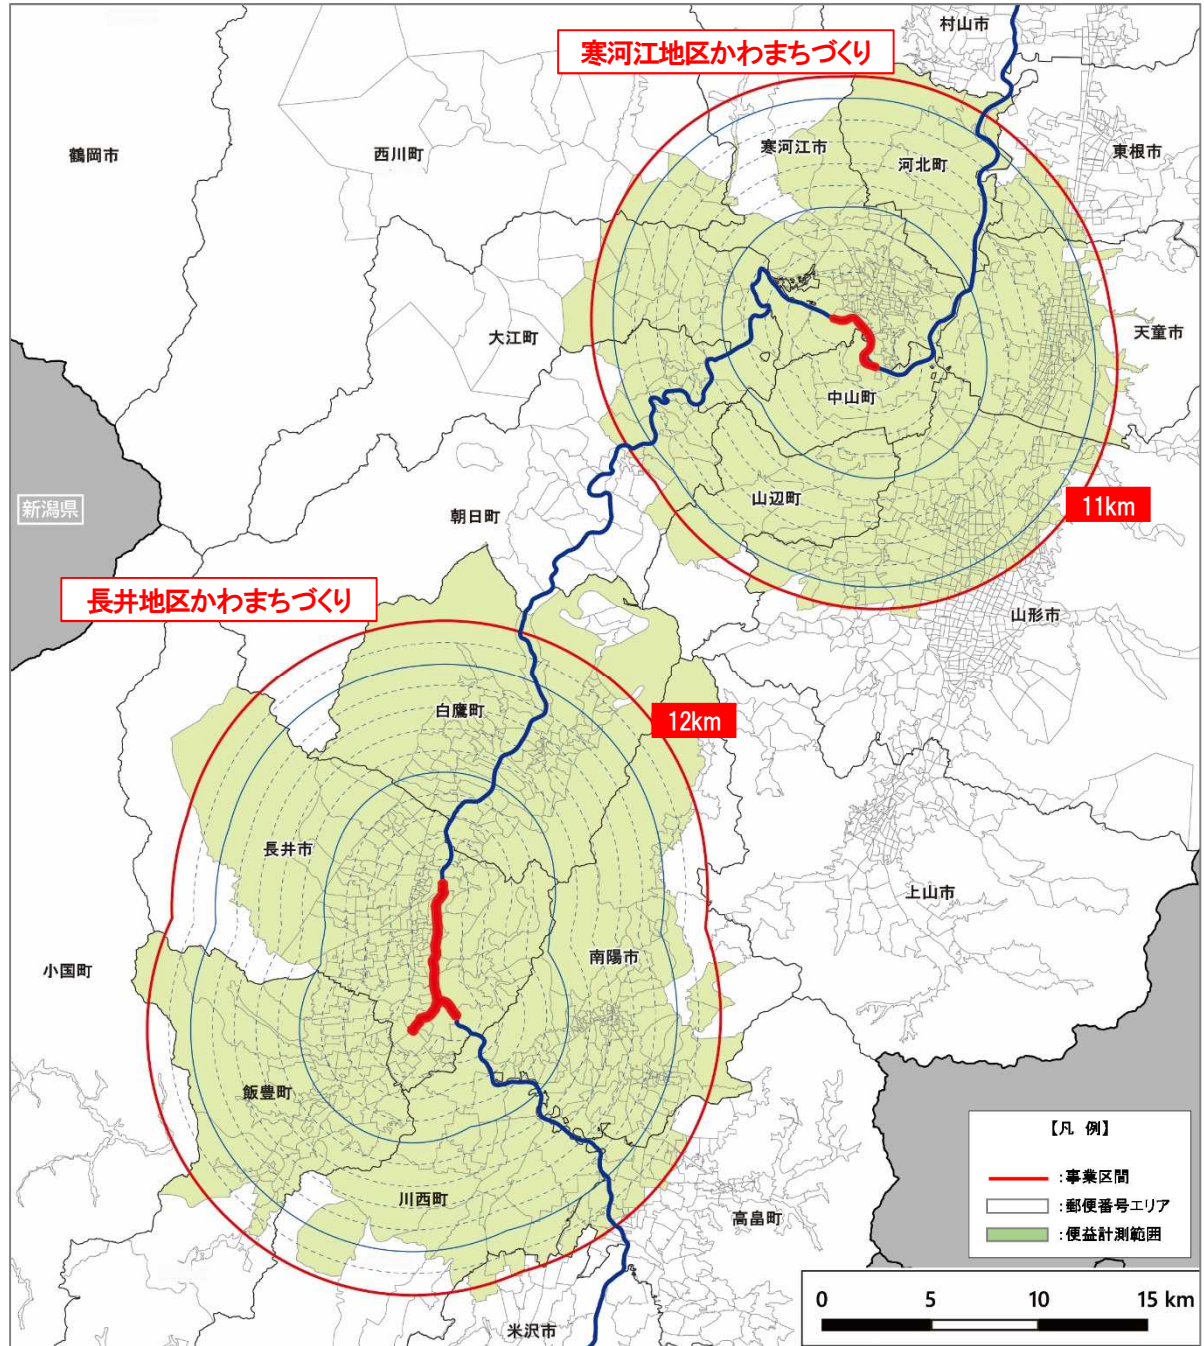 村山市
寒河江地区かわまちづくり
鶴岡市
西川町
寒河江市
河北町
東根市
大江町
天童市
中山町
山辺町
11km
新潟県
朝日町
長井地区かわまちづくり
山形市
白鷹町
12km
長井市
上山市
小国町
南陽市
飯豊町
川西町
高畠町
米沢市
【凡 例】
:事業区間
:郵便番号エリア
:便益計測範囲
0 5 10 15 km